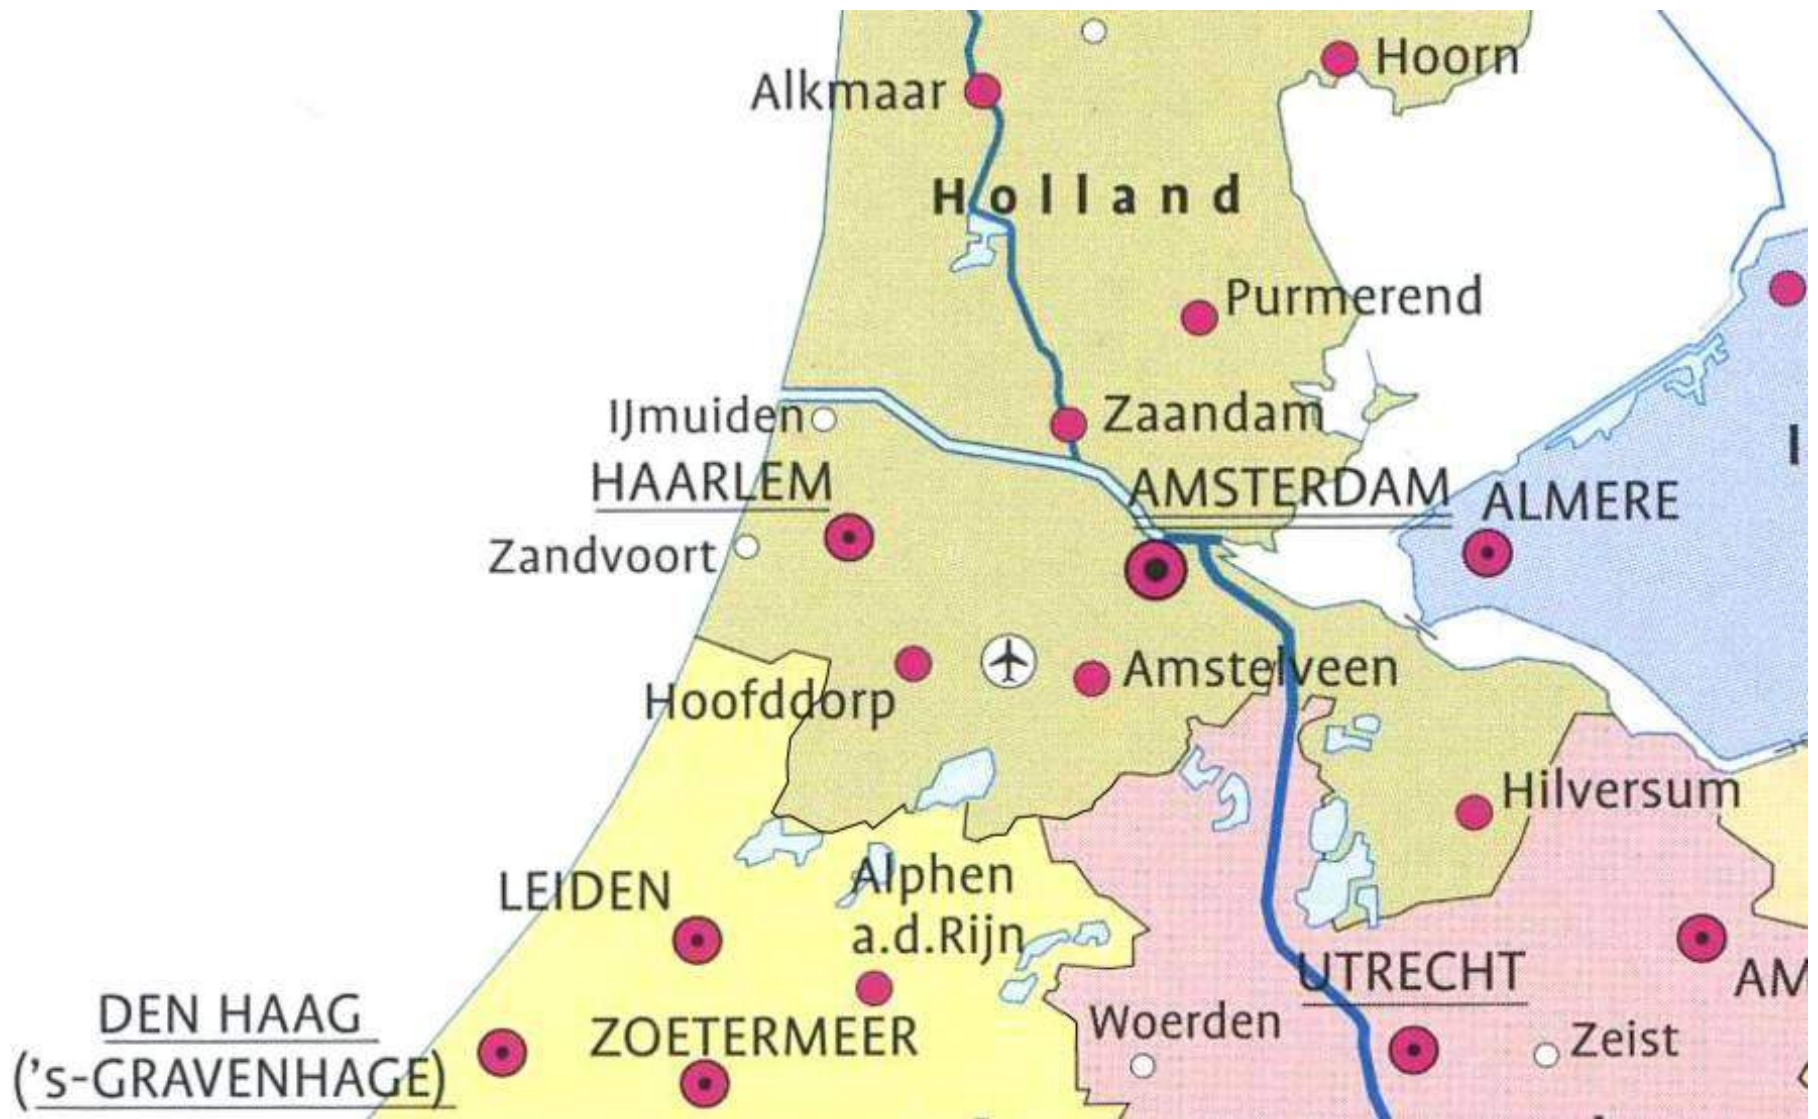 Hoorn
Alkmaar
Holland
Purmerend
IJmuiden
Zaandam
HAARLEM
AMSTERDAM
ALMERE
Zandvoort
Amstelveen
Hoofddorp
Hilversum
LEIDEN
Alphen
a.d.Rijn
UTRECHT
AM
DEN HAAG
('s-GRAVENHAGE)
ZOETERMEER
Woerden
Zeist